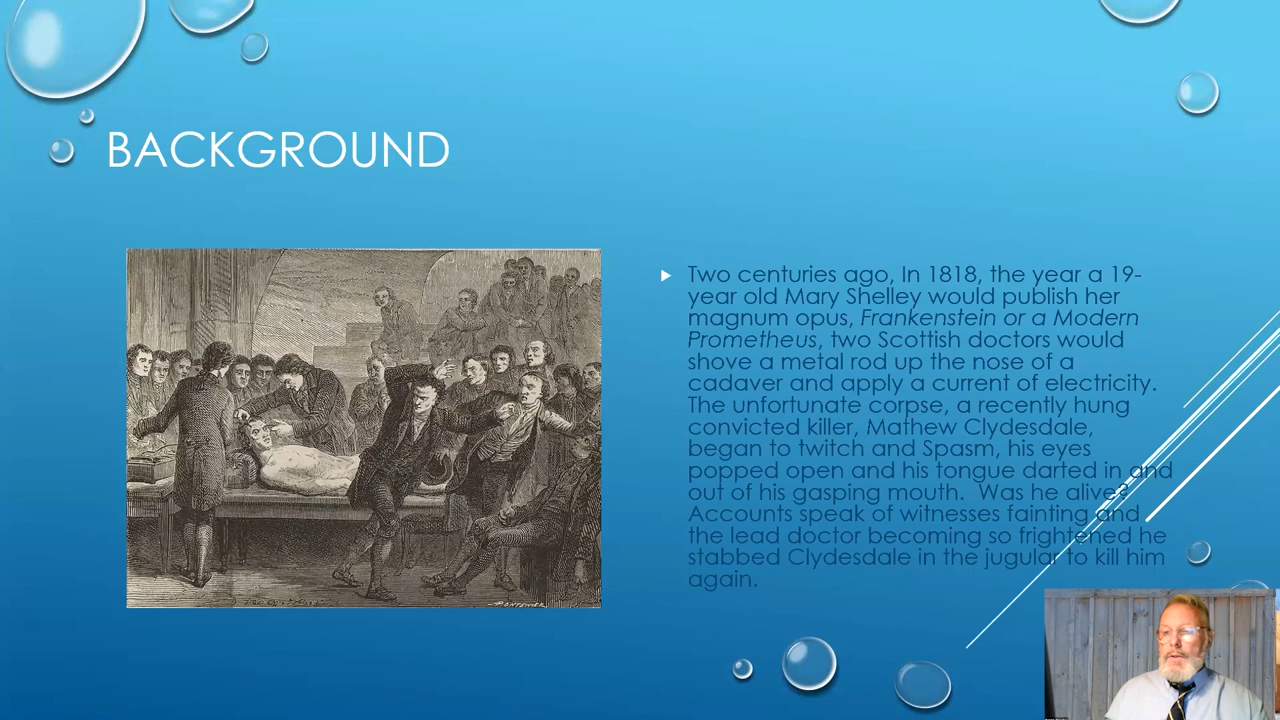 BACKGROUND
Two centuries ago, In 1818, the year a 19-
year old Mary Shelley would publish her
magnum opus, Frankenstein or a Modern
Prometheus, two Scottish doctors would
shove a metal rod up the nose of a
cadaver and apply a current of electricity.
The unfortunate corpse, a recently hung
convicted killer, Mathew Clydesdale,
began to twitch and Spasm, his eyes
popped open and his tongue darted in and
out of his gasping mouth.  Was he alive?
Accounts speak of witnesses fainting and
the lead doctor becoming so frightened he
stabbed Clydesdale in the jugular to kill him
again.